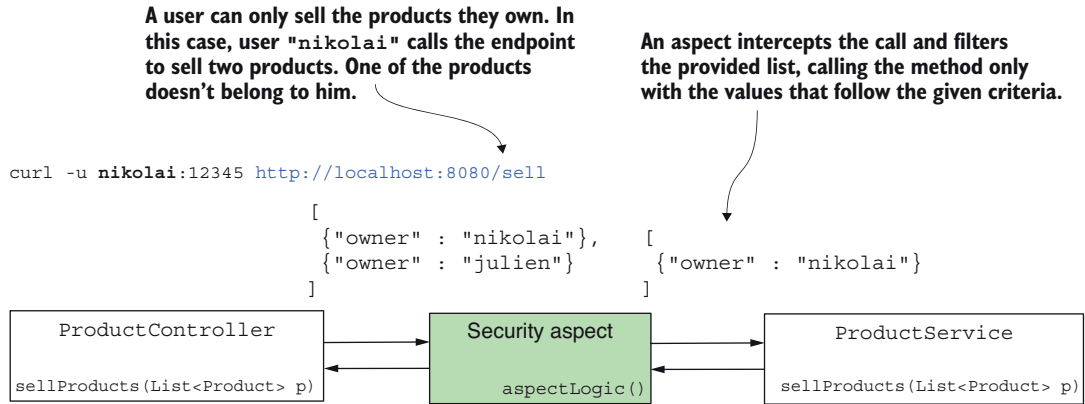 A user can only sell the products they own. In
this case, user "nikolai" calls the endpoint
to sell two products. One of the products
doesn't belong to him.
An aspect intercepts the call and filters
the provided list, calling the method only
with the values that follow the given criteria.
curl -u nikolai:12345 http://localhost:8080/sell
[
{"owner" : "nikolai"},
{"owner" : "julien"}
]
[
{"owner" : "nikolai"}
]
ProductController
sellProducts(List<Product> p)
Security aspect
aspectLogic()
ProductService
sellProducts(List<Product> p)